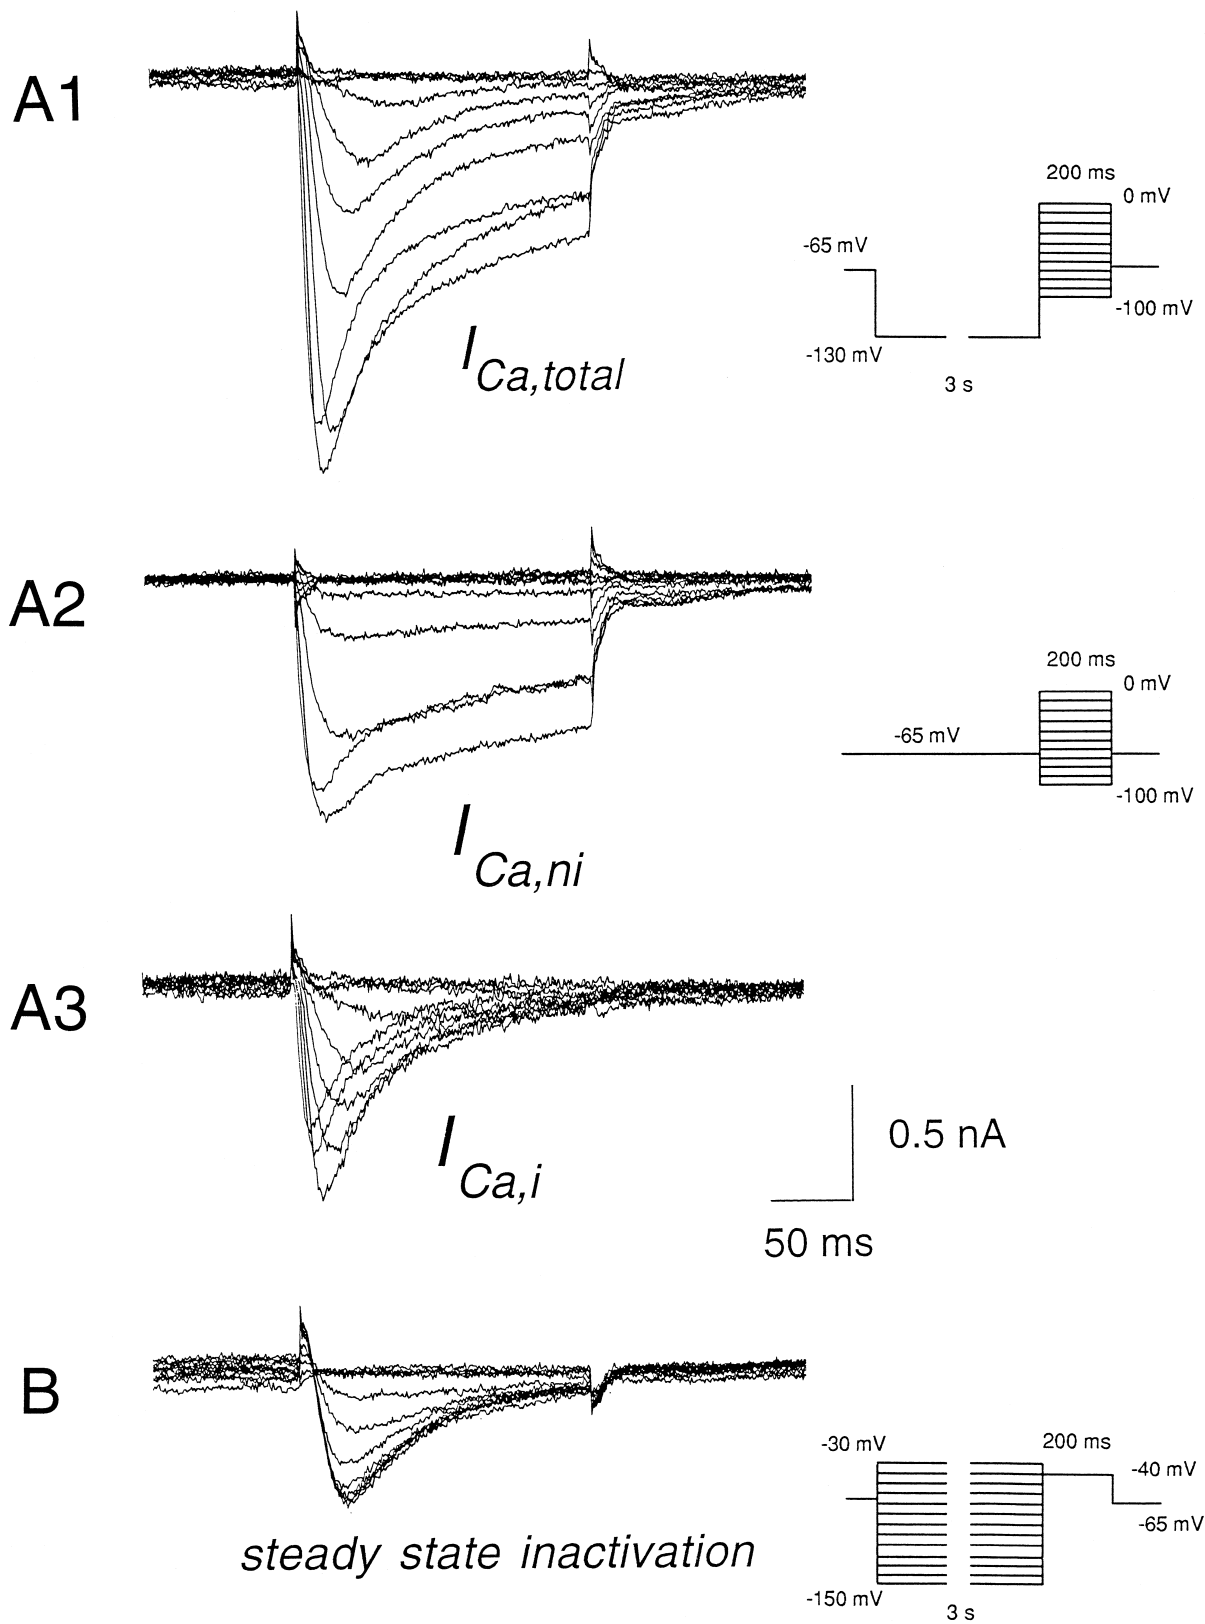 A1
200 ms
0 mV
-65 mV
-100 mV
-130 mV
3 s
I Ca,total
A2
200 ms
0 mV
-65 mV
-100 mV
I Ca,ni
A3
I Ca,i
0.5 nA
50 ms
B
-30 mV
200 ms
-40 mV
-65 mV
-150 mV
3 s
steady state inactivation